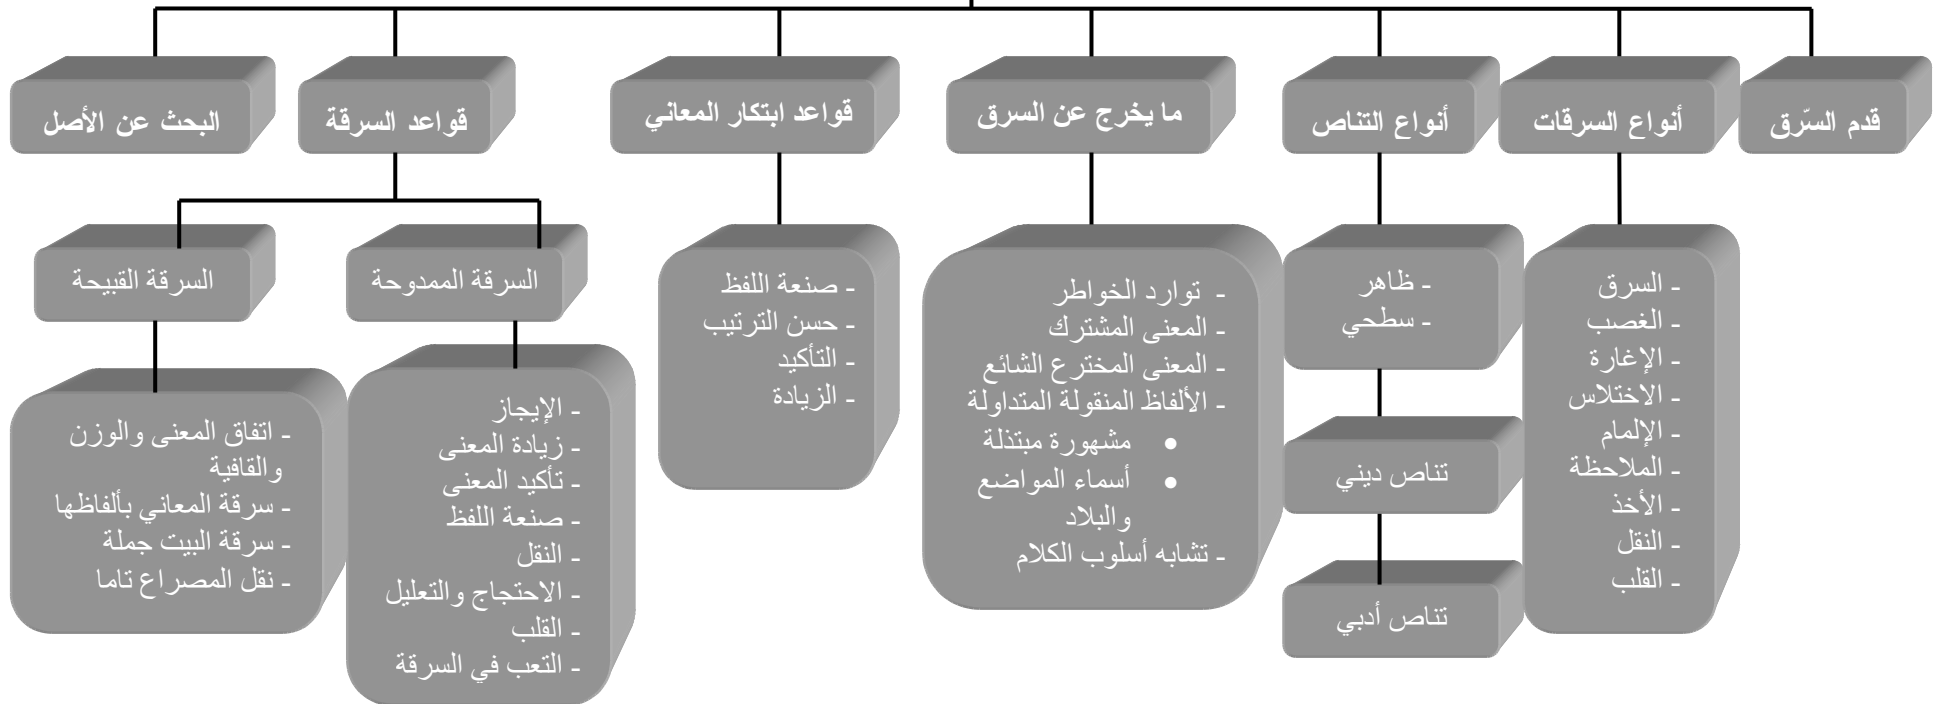 قدم السّرق
أنواع السرقات
أنواع التناص
ما يخرج عن السرق
قواعد ابتكار المعاني
قواعد السرقة
البحث عن الأصل
- السرق
- الغصب
- الإغارة
- الاختلاس
- الإلمام
- الملاحظة
- الأخذ
- النقل
- القلب
- ظاهر
- سطحي
تناص ديني
تناص أدبي
- توارد الخواطر
- المعنى المشترك
- المعنى المخترع الشائع
- الألفاظ المنقولة المتداولة
• مشهورة مبتذلة
• أسماء المواضع
والبلاد
- تشابه أسلوب الكلام
- صنعة اللفظ
- حسن الترتيب
- التأكيد
- الزيادة
السرقة الممدوحة
- الإيجاز
- زيادة المعنى
- تأكيد المعنى
- صنعة اللفظ
- النقل
- الاحتجاج والتعليل
- القلب
- التعب في السرقة
السرقة القبيحة
- اتفاق المعنى والوزن
والقافية
- سرقة المعاني بألفاظها
- سرقة البيت جملة
- نقل المصراع تاما